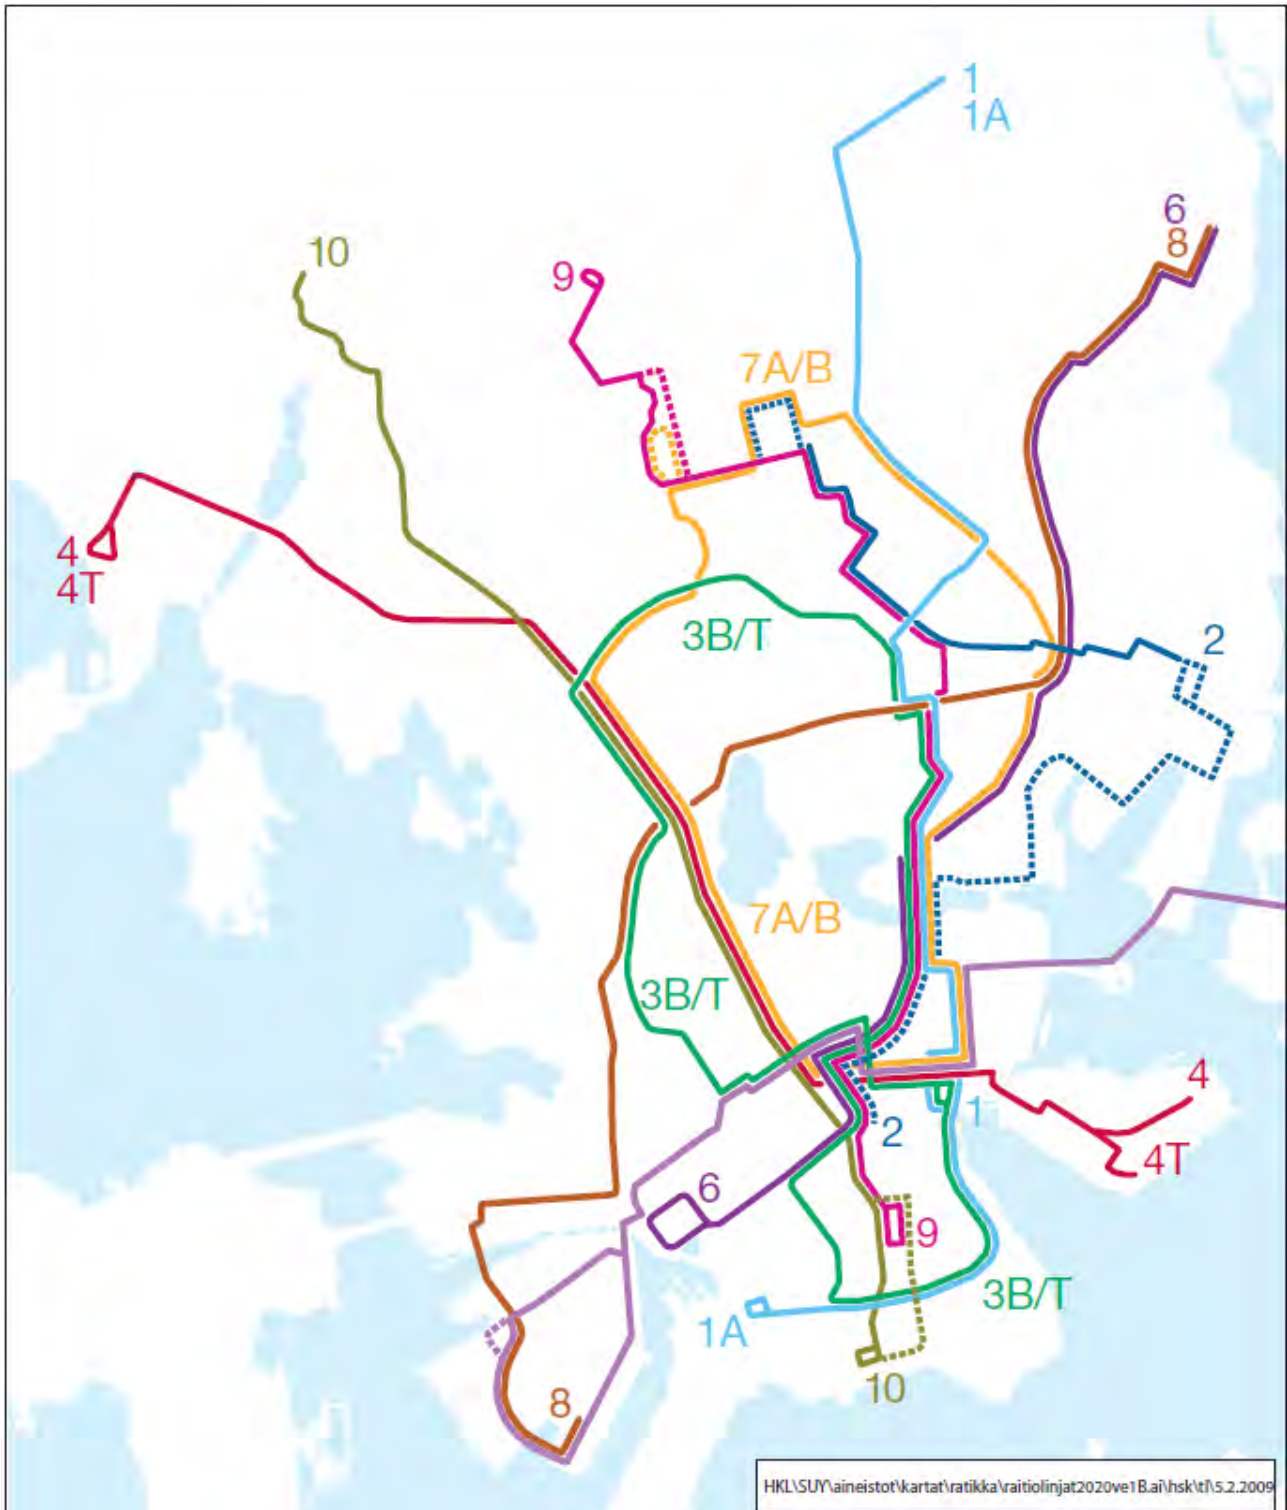 1
1A
6
8
10
9
7A/B
4
4T
3B/T
2
7A/B
3B/T
4
1
2
4T
6
9
3B/T
1A
10
8
HKL\SUY\aineistot\kartat\ratikka\raitiolinjat2020ve1B.ai\hsk\tl\5.2.2009